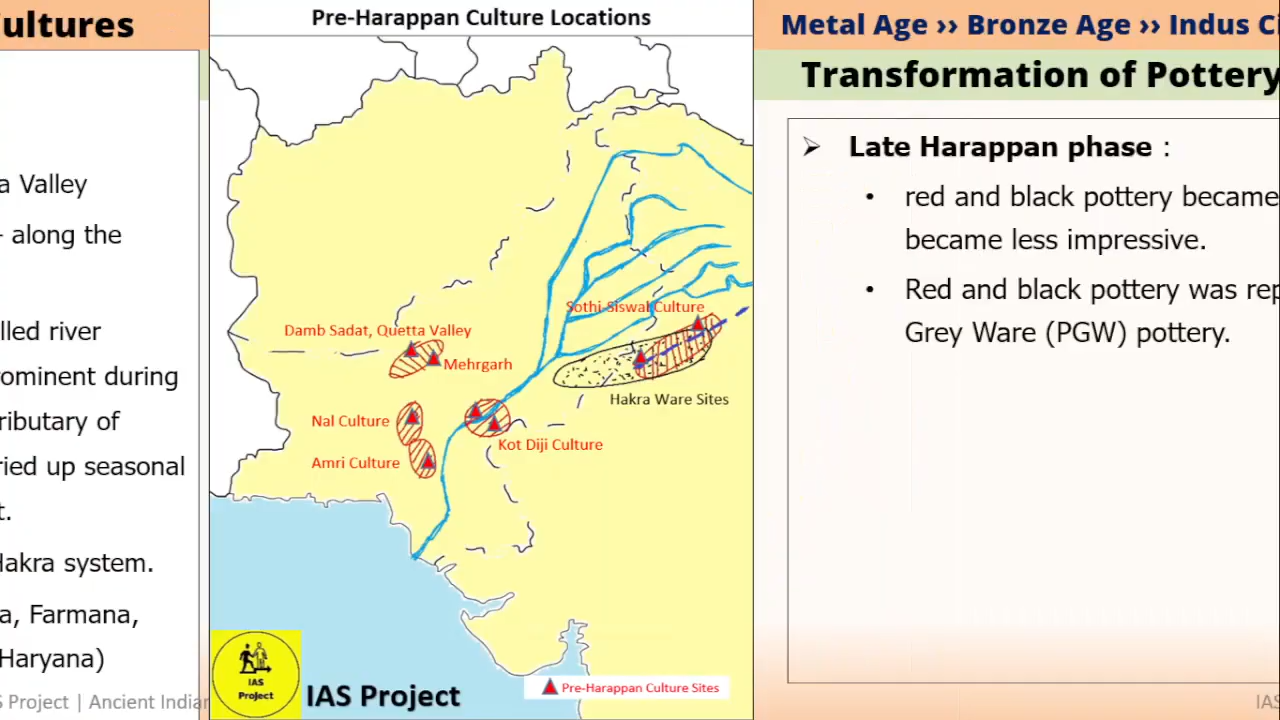 ultures
a Valley
- along the
lled river
rominent during
ributary of
ried up seasonal
t.
Hakra system.
a, Farmana,
Haryana)
S Project | Ancient Indian
Pre-Harappan Culture Locations
Sothi-Siswal Culture
Damb Sadat, Quetta Valley
Mehrgarh
Hakra Ware Sites
Nal Culture
Kot Diji Culture
Amri Culture
IAS
Project
IAS Project
Pre-Harappan Culture Sites
Metal Age ›› Bronze Age ›› Indus Ci
Transformation of Pottery
➢ Late Harappan phase :
• red and black pottery became
became less impressive.
• Red and black pottery was rep
Grey Ware (PGW) pottery.
IAS